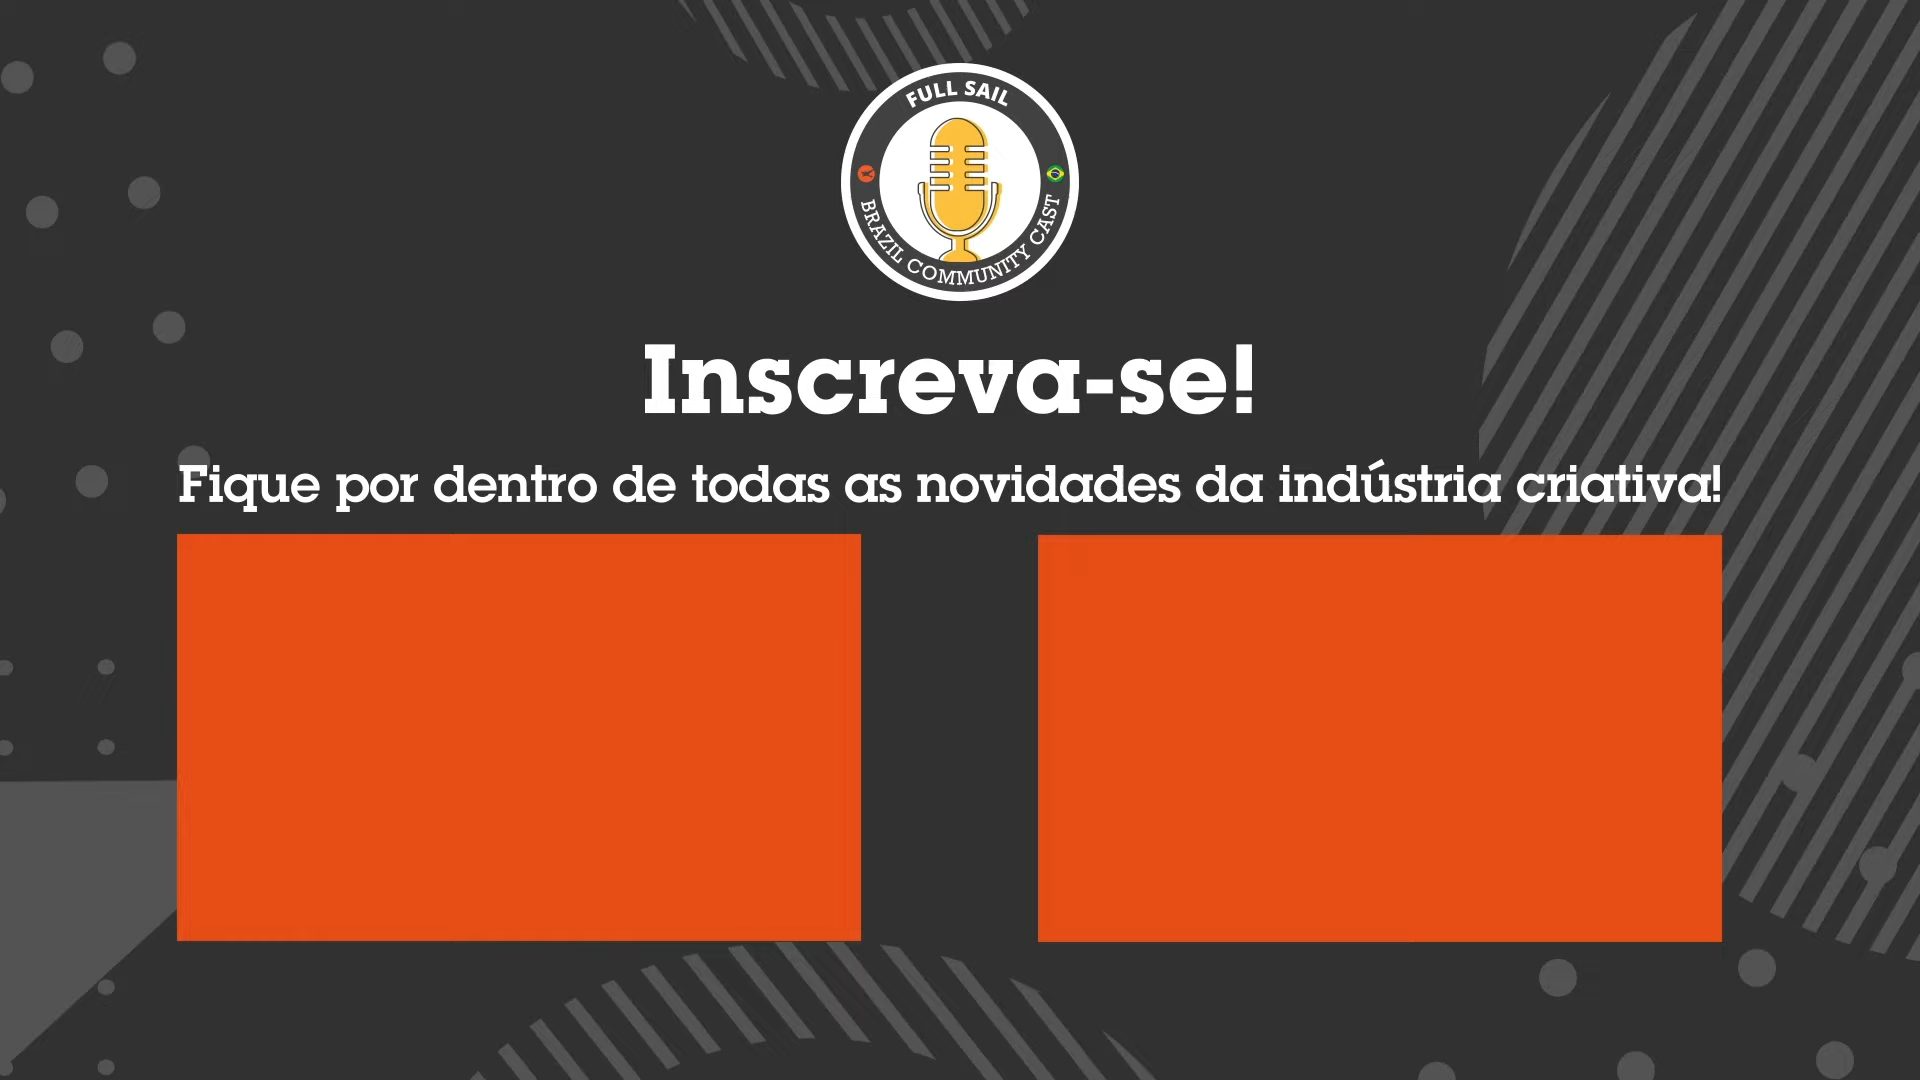 FULL SAIL
BRAZIL COMMUNITY CAST
Inscreva-se!
Fique por dentro de todas as novidades da indústria criativa!